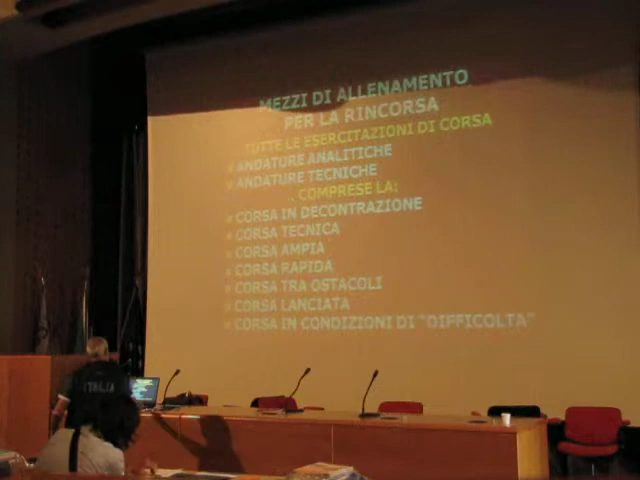 MEZZI DI ALLENAMENTO
PER LA RINCORSA
TUTTE LE ESERCITAZIONI DI CORSA
ANDATURE ANALITICHE
ANDATURE TECNICHE
.. COMPRESE LA:
CORSA IN DECONTRAZIONE
CORSA TECNICA
CORSA AMPIA
CORSA RAPIDA
CORSA TRA OSTACOLI
CORSA LANCIATA
CORSA IN CONDIZIONI DI "DIFFICOLTA"
ITALIA